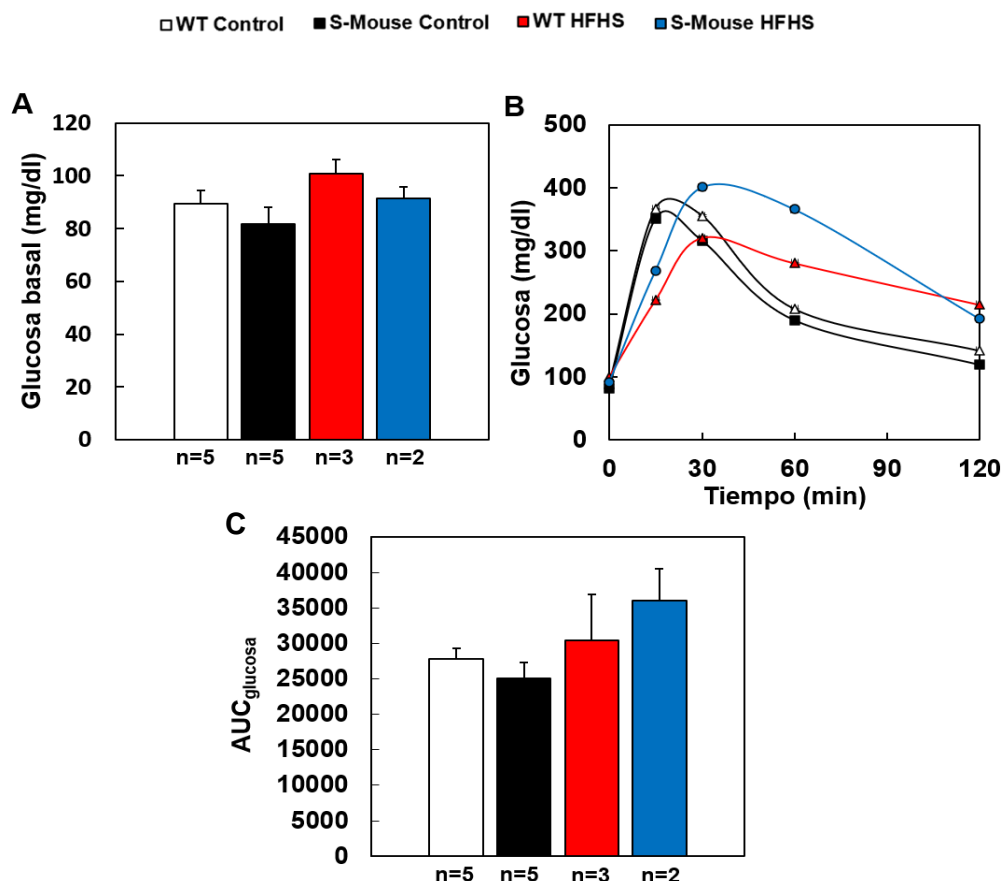 WT Control S-Mouse Control WT HFHS S-Mouse HFHS
A
Glucosa basal (mg/dl)
120
100
80
60
40
20
0
n=5 n=5 n=3 n=2
B
Glucosa (mg/dl)
500
400
300
200
100
0
0 30 60 90 120
Tiempo (min)
C
AUCglucosa
45000
40000
35000
30000
25000
20000
15000
10000
5000
0
n=5 n=5 n=3 n=2